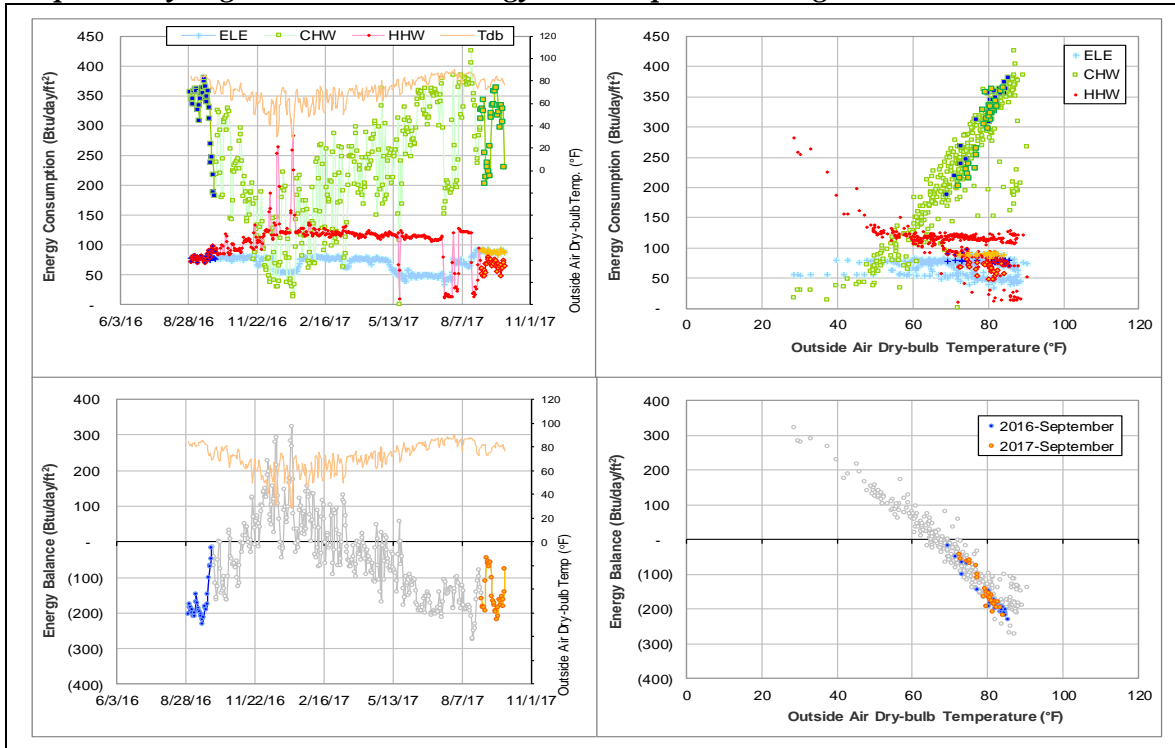 ELE CHW HHW Tdb
Energy Consumption (Btu/day/ft²)
450
400
350
300
250
200
150
100
50
-
120
100
80
60
40
20
0
Outside Air Dry-bulb Temp. (°F)
6/3/16 8/28/16 11/22/16 2/16/17 5/13/17 8/7/17 11/1/17
Energy Consumption (Btu/day/ft²)
450
400
350
300
250
200
150
100
50
-
ELE
CHW
HHW
0 20 40 60 80 100 120
Outside Air Dry-bulb Temperature (°F)
Energy Balance (Btu/day/ft²)
400
300
200
100
-
(100)
(200)
(300)
(400)
120
100
80
60
40
20
0
Outside Air Dry-bulb Temp (°F)
6/3/16 8/28/16 11/22/16 2/16/17 5/13/17 8/7/17 11/1/17
Energy Balance (Btu/day/ft²)
400
300
200
100
-
(100)
(200)
(300)
(400)
2016-September
2017-September
0 20 40 60 80 100 120
Outside Air Dry-bulb Temperature (°F)